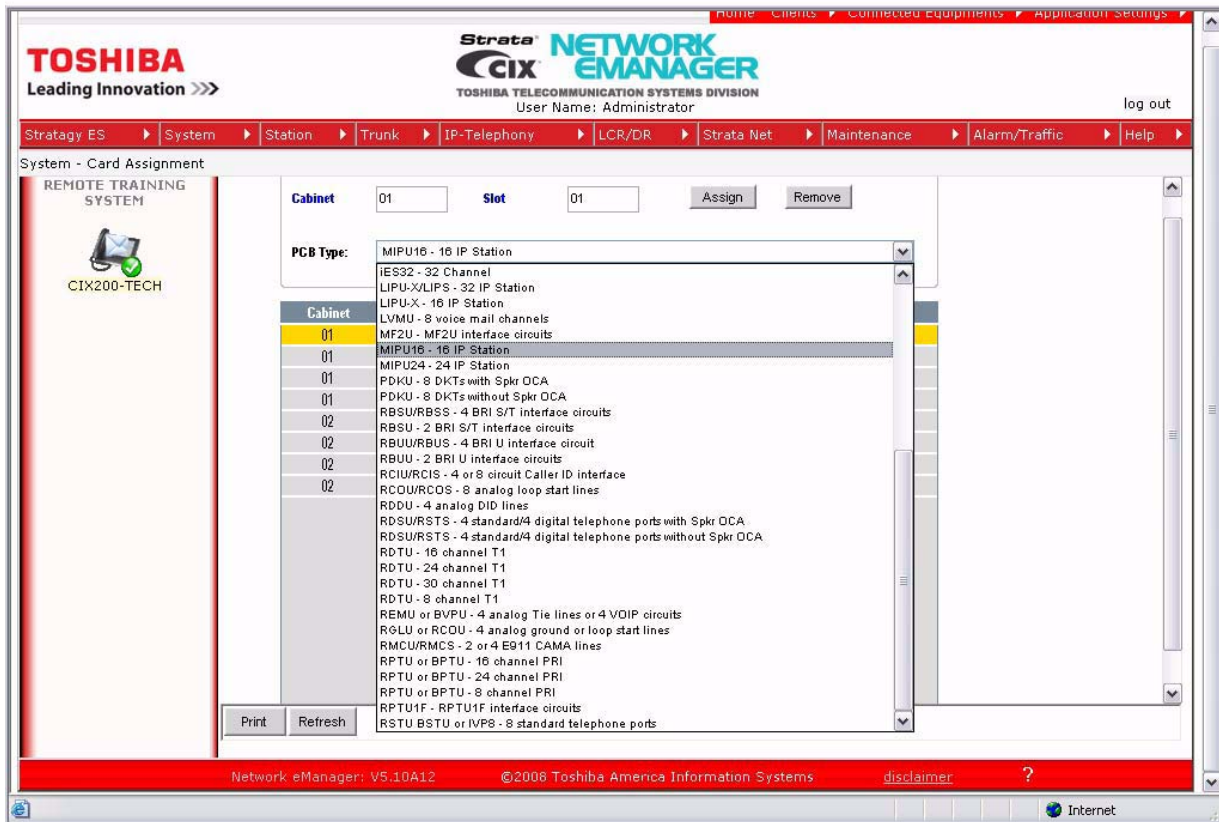 Home Clients Connected Equipments Application Settings
TOSHIBA
Leading Innovation >>>
Strata CIX NETWORK EMANAGER
TOSHIBA TELECOMMUNICATION SYSTEMS DIVISION
User Name: Administrator
log out
Stratagy ES System Station Trunk IP-Telephony LCR/DR Strata Net Maintenance Alarm/Traffic Help
System - Card Assignment
REMOTE TRAINING
SYSTEM
CIX200-TECH
Cabinet 01 Slot 01 Assign Remove
PCB Type: MIPU16 - 16 IP Station
iES32 - 32 Channel
LIPU-X/LIPS - 32 IP Station
LIPU-X - 16 IP Station
LVMU - 8 voice mail channels
MF2U - MF2U interface circuits
MIPU16 - 16 IP Station
MIPU24 - 24 IP Station
PDKU - 8 DKTs with Spkr OCA
PDKU - 8 DKTs without Spkr OCA
RBSU/RBSS - 4 BRI S/T interface circuits
RBSU - 2 BRI S/T interface circuits
RBUU/RBUS - 4 BRI U interface circuit
RBUU - 2 BRI U interface circuits
RCIU/RCIS - 4 or 8 circuit Caller ID interface
RCOU/RCOS - 8 analog loop start lines
RDDU - 4 analog DID lines
RDSU/RSTS - 4 standard/4 digital telephone ports with Spkr OCA
RDSU/RSTS - 4 standard/4 digital telephone ports without Spkr OCA
RDTU - 16 channel T1
RDTU - 24 channel T1
RDTU - 30 channel T1
RDTU - 8 channel T1
REMU or BVPU - 4 analog Tie lines or 4 VOIP circuits
RGLU or RCOU - 4 analog ground or loop start lines
RMCU/RMCS - 2 or 4 E911 CAMA lines
RPTU or BPTU - 16 channel PRI
RPTU or BPTU - 24 channel PRI
RPTU or BPTU - 8 channel PRI
RPTU1F - RPTU1F interface circuits
RSTU BSTU or IVP8 - 8 standard telephone ports
Cabinet
01
01
01
01
02
02
02
02
Print Refresh
Network eManager: V5.10A12 ©2008 Toshiba America Information Systems disclaimer ?
Internet